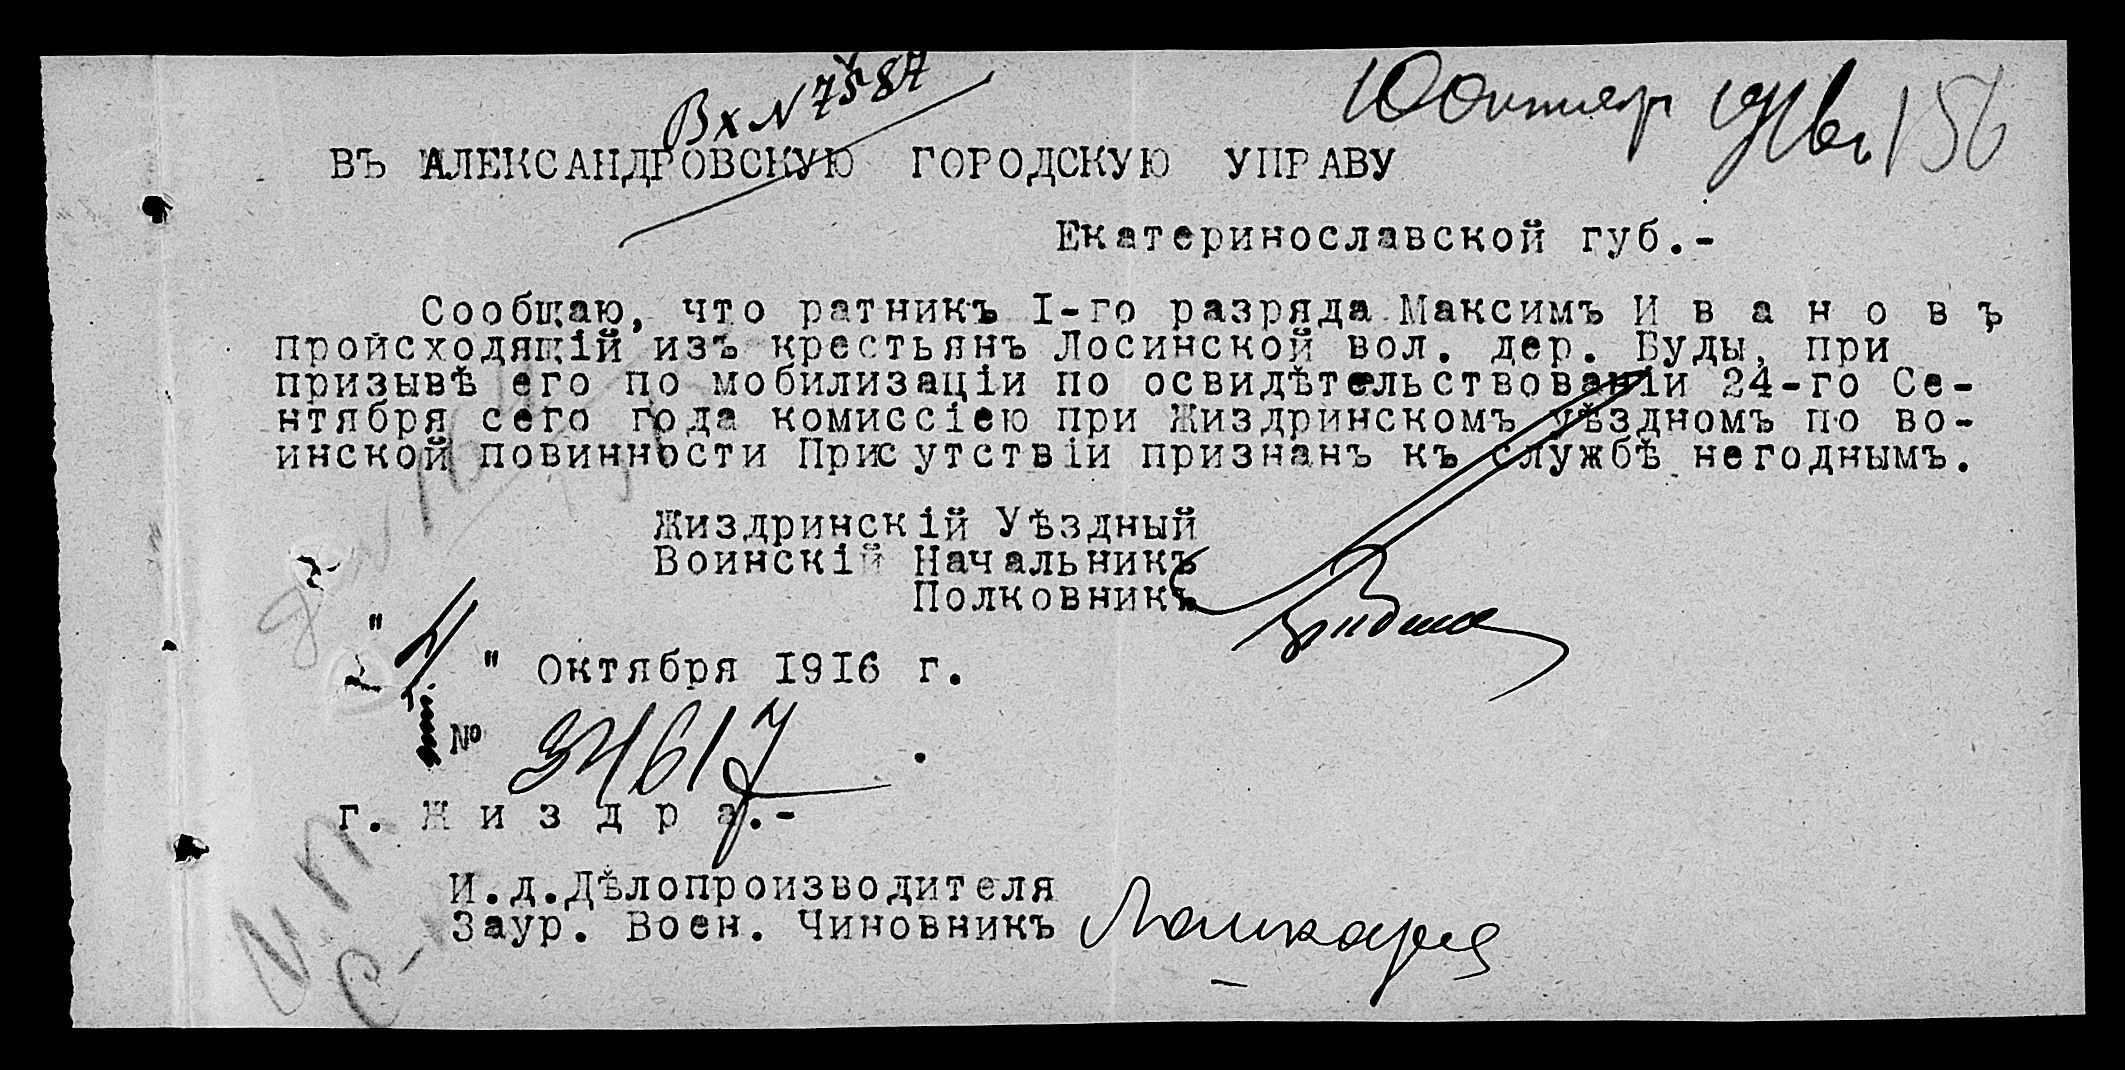 Вх N 7587
10 Октябр 1916 г. 156
ВЪ АЛЕКСАНДРОВСКУЮ ГОРОДСКУЮ УПРАВУ
Екатеринославской губ.-
Сообщаю, что ратникъ I-го разряда Максимъ И в а н о в ъ
происходящій изъ крестьянъ Лосинской вол. дер. Буды, при
призывѣ его по мобилизаціи по освидѣтельствованіи 24-го Се-
нтября сего года комиссіею при Жиздринскомъ уѣздномъ по во-
инской повинности Присутствіи признанъ къ службѣ негоднымъ.
Жиздринскій Уѣздный
Воинскій Начальникъ
Полковникъ
" 4 " Октября 1916 г.
№ 34617 .
г. Ж и з д р а.-
И.д.Дѣлопроизводителя
Заур. Воен. Чиновникъ